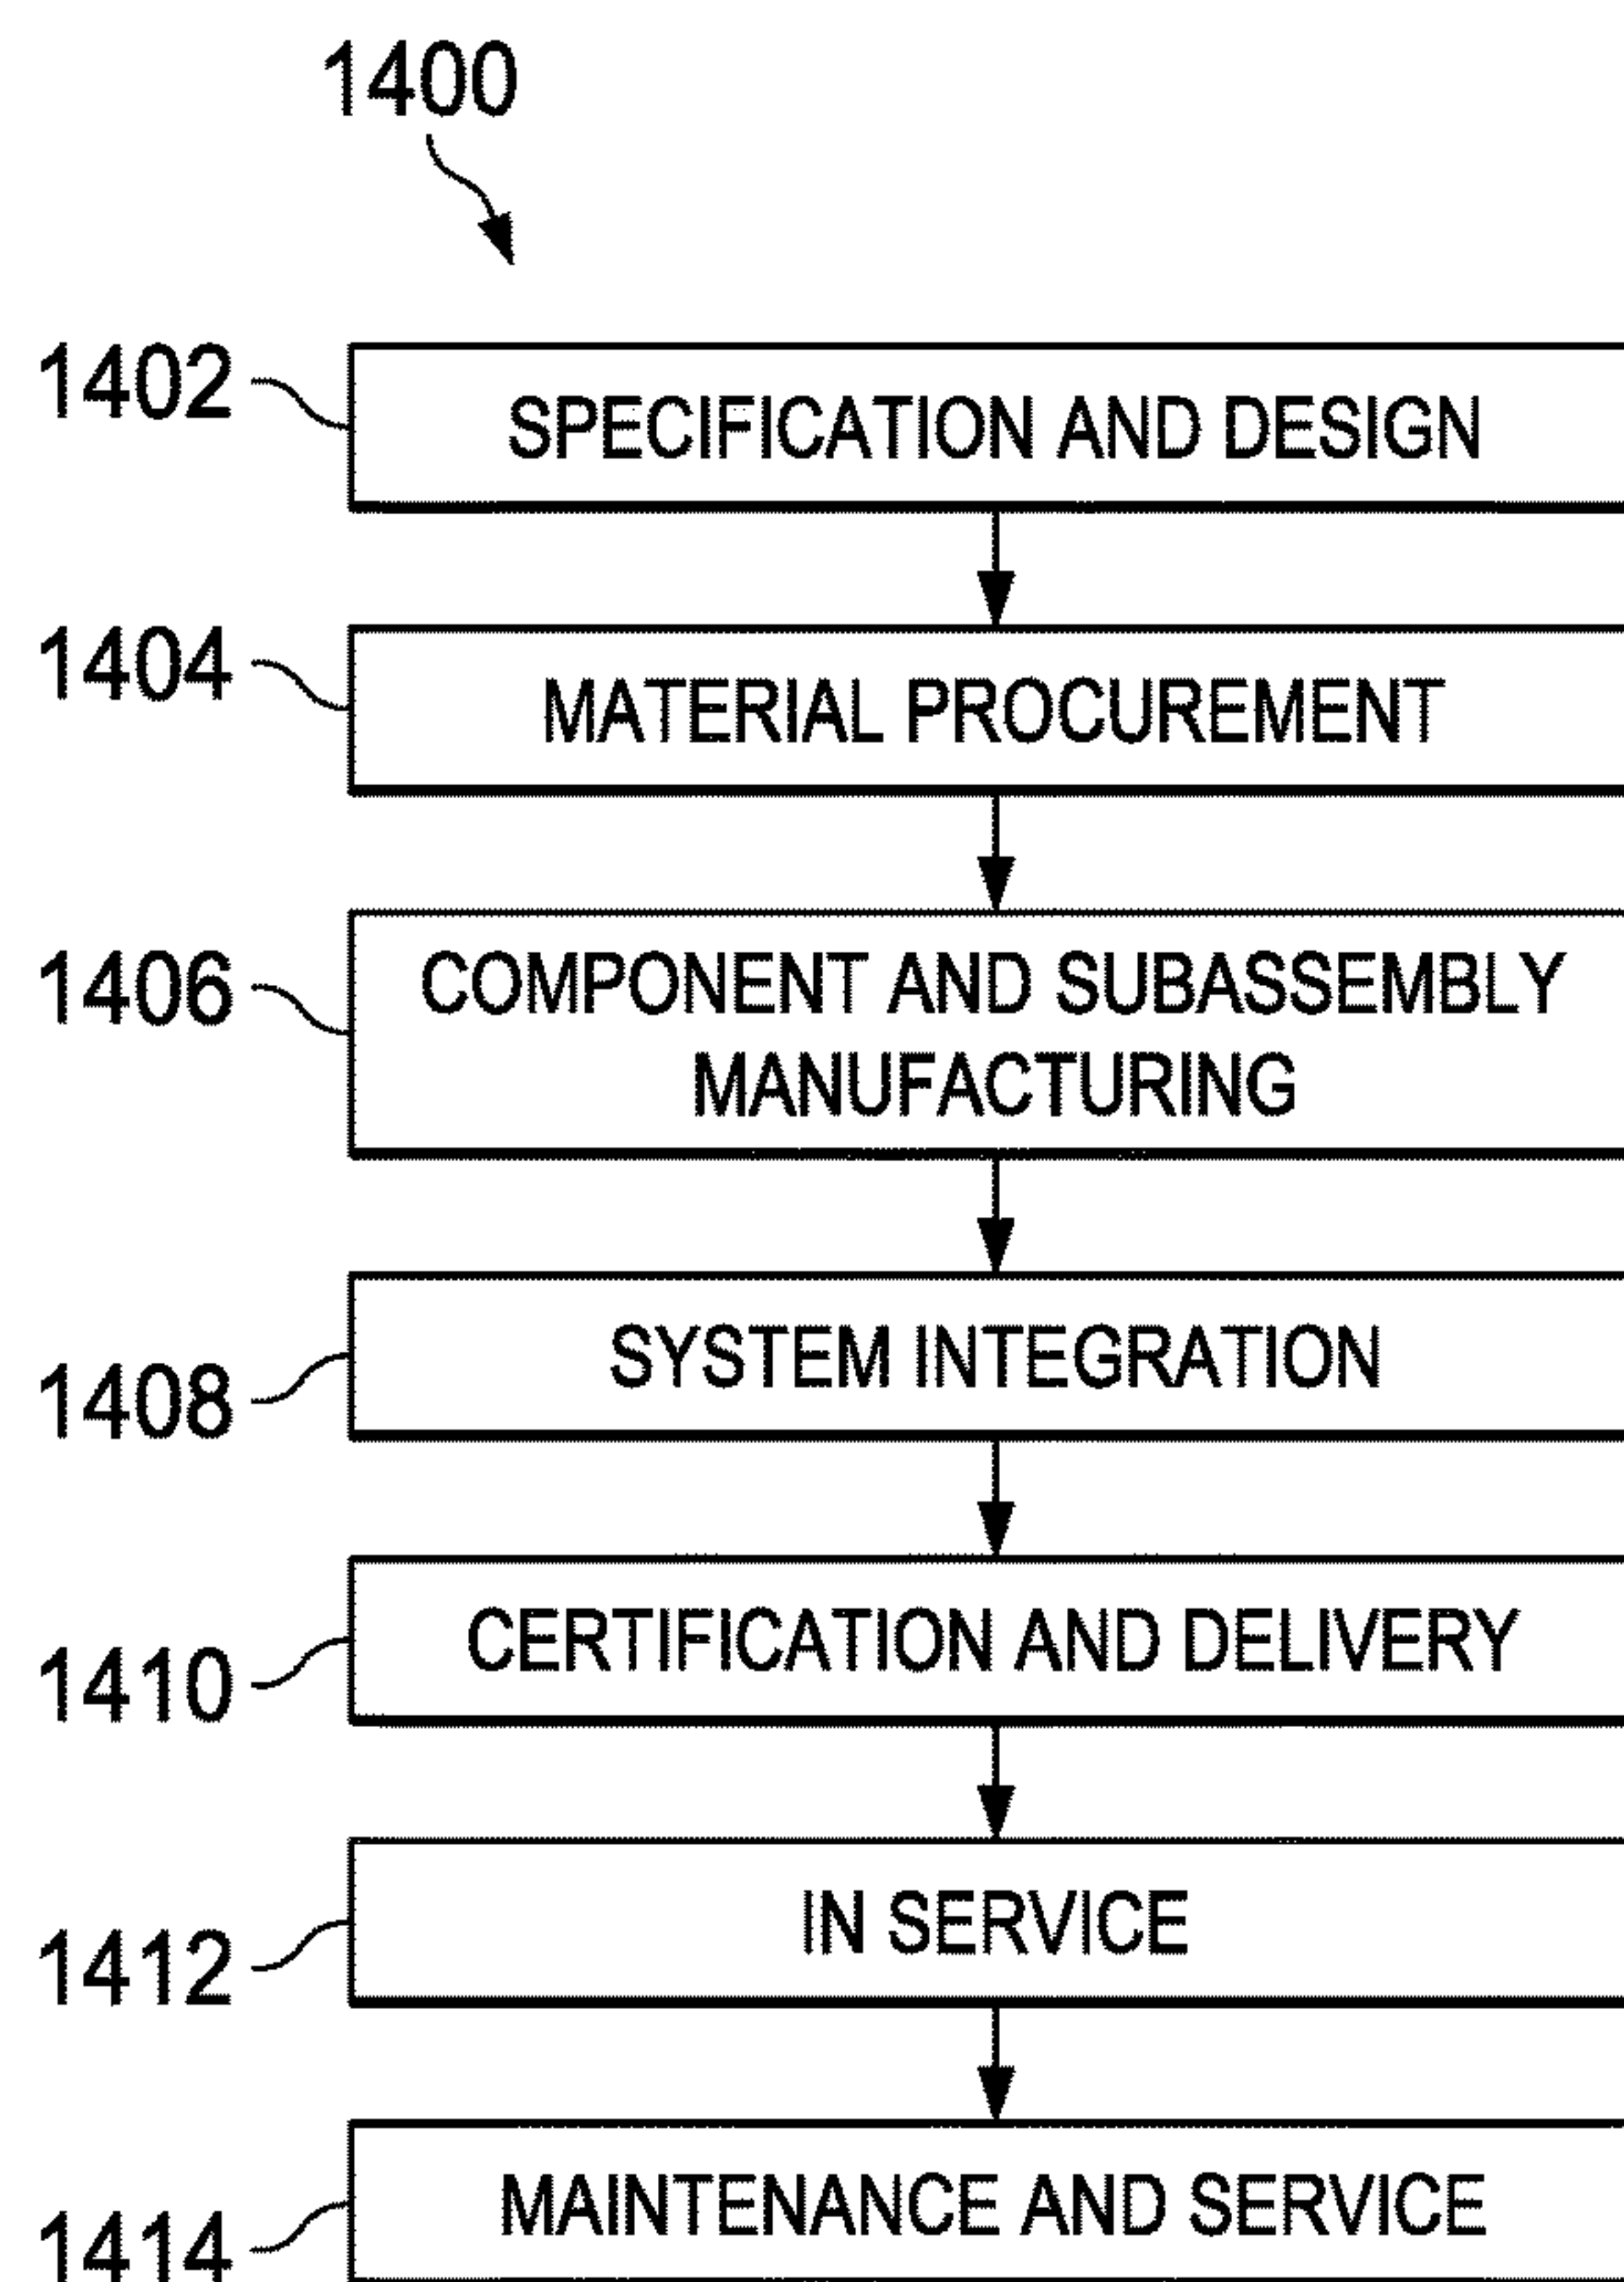 1400
1402
SPECIFICATION AND DESIGN
1404
MATERIAL PROCUREMENT
1406
COMPONENT AND SUBASSEMBLY
MANUFACTURING
1408
SYSTEM INTEGRATION
1410
CERTIFICATION AND DELIVERY
1412
IN SERVICE
1414
MAINTENANCE AND SERVICE